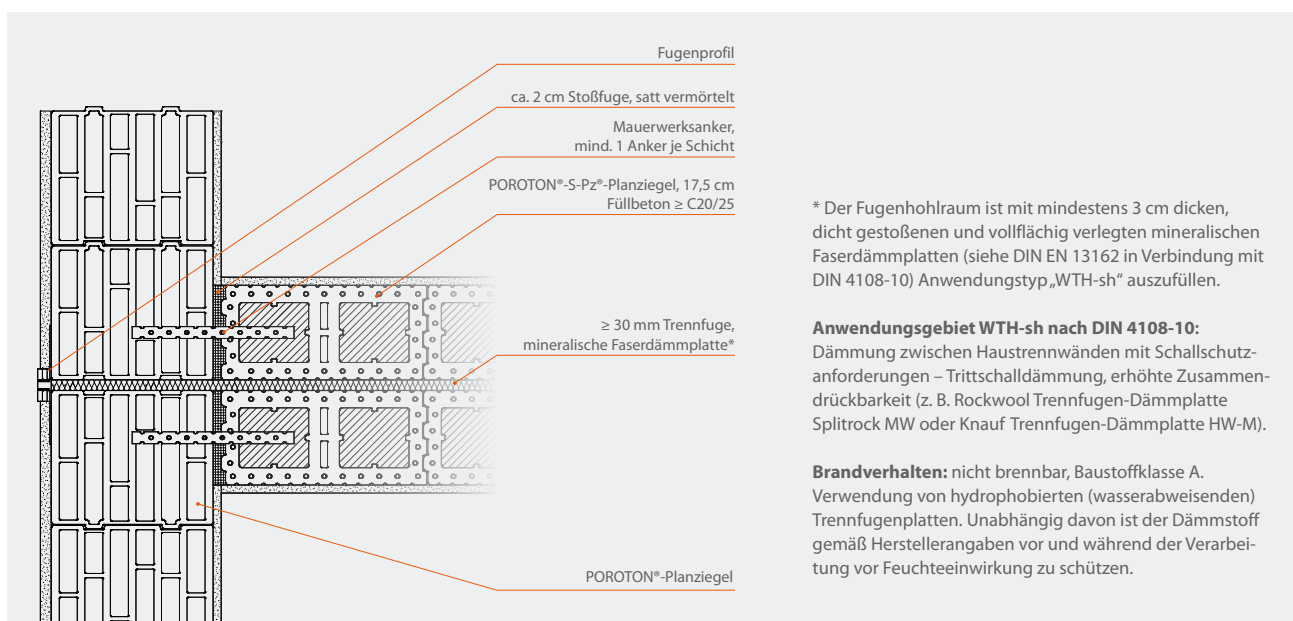 Fugenprofil
ca. 2 cm Stoßfuge, satt vermörtelt
Mauerwerksanker,
mind. 1 Anker je Schicht
POROTON®-S-Pz®-Planziegel, 17,5 cm
Füllbeton ≥ C20/25
≥ 30 mm Trennfuge,
mineralische Faserdämmplatte*
POROTON®-Planziegel
* Der Fugenhohlraum ist mit mindestens 3 cm dicken,
dicht gestoßenen und vollflächig verlegten mineralischen
Faserdämmplatten (siehe DIN EN 13162 in Verbindung mit
DIN 4108-10) Anwendungstyp „WTH-sh“ auszufüllen.
Anwendungsgebiet WTH-sh nach DIN 4108-10:
Dämmung zwischen Haustrennwänden mit Schallschutz-
anforderungen – Trittschalldämmung, erhöhte Zusammen-
drückbarkeit (z. B. Rockwool Trennfugen-Dämmplatte
Splitrock MW oder Knauf Trennfugen-Dämmplatte HW-M).
Brandverhalten: nicht brennbar, Baustoffklasse A.
Verwendung von hydrophobierten (wasserabweisenden)
Trennfugenplatten. Unabhängig davon ist der Dämmstoff
gemäß Herstellerangaben vor und während der Verarbei-
tung vor Feuchteeinwirkung zu schützen.